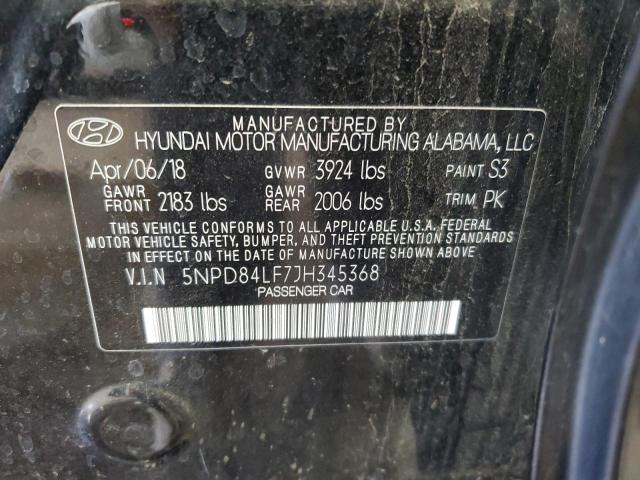 MANUFACTURED BY
HYUNDAI MOTOR MANUFACTURING ALABAMA, LLC
Apr/06/18 GVWR 3924 lbs PAINT S3
GAWR FRONT 2183 lbs GAWR REAR 2006 lbs TRIM PK
THIS VEHICLE CONFORMS TO ALL APPLICABLE U.S.A. FEDERAL
MOTOR VEHICLE SAFETY, BUMPER, AND THEFT PREVENTION STANDARDS
IN EFFECT ON THE DATE OF MANUFACTURE SHOWN ABOVE
V.I.N 5NPD84LF7JH345368
PASSENGER CAR